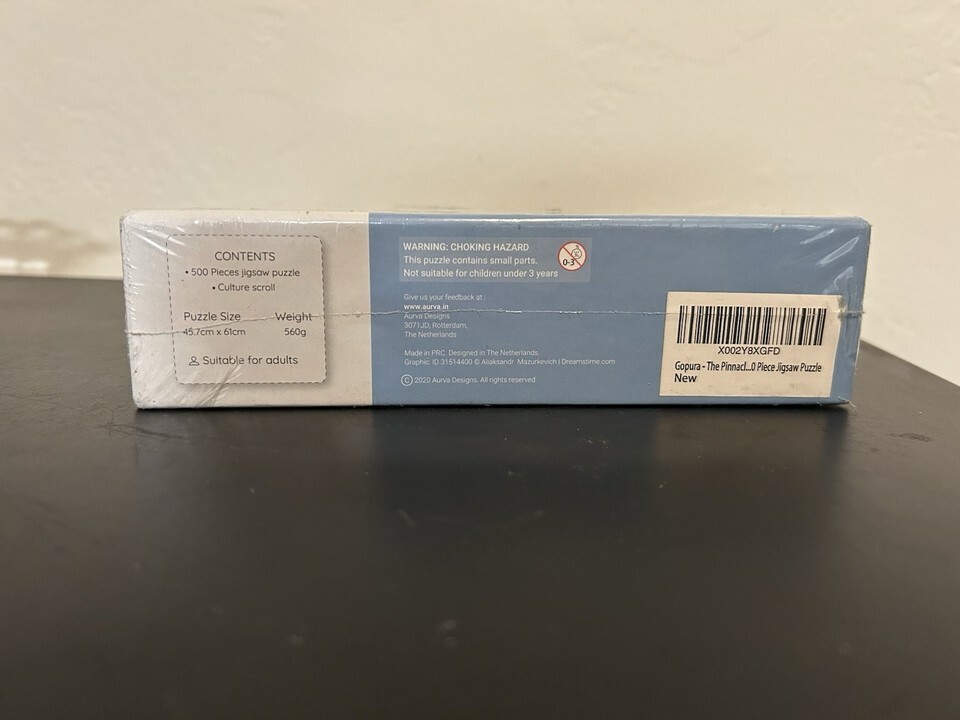 CONTENTS
• 500 Pieces jigsaw puzzle
• Culture scroll
Puzzle Size Weight
45.7cm x 61cm 560g
Suitable for adults
WARNING: CHOKING HAZARD
This puzzle contains small parts.
Not suitable for children under 3 years
0-3
Give us your feedback at :
www.aurva.in
Aurva Designs
3071JD, Rotterdam,
The Netherlands
Made in PRC. Designed in The Netherlands.
Graphic ID 31514400 © Aliaksandr Mazurkevich | Dreamstime.com
© 2020 Aurva Designs. All rights reserved
X002Y8XGFD
Gopura - The Pinnacl...0 Piece Jigsaw Puzzle
New